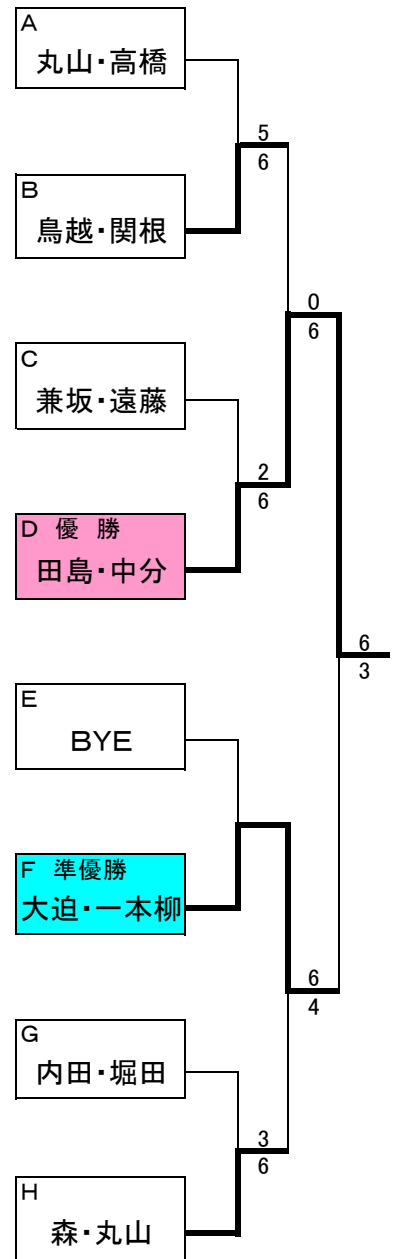 A
丸山・高橋
5
6
B
鳥越・関根
0
6
C
兼坂・遠藤
2
6
D 優 勝
田島・中分
6
3
E
BYE
F 準優勝
大迫・一本柳
6
4
G
内田・堀田
3
6
H
森・丸山